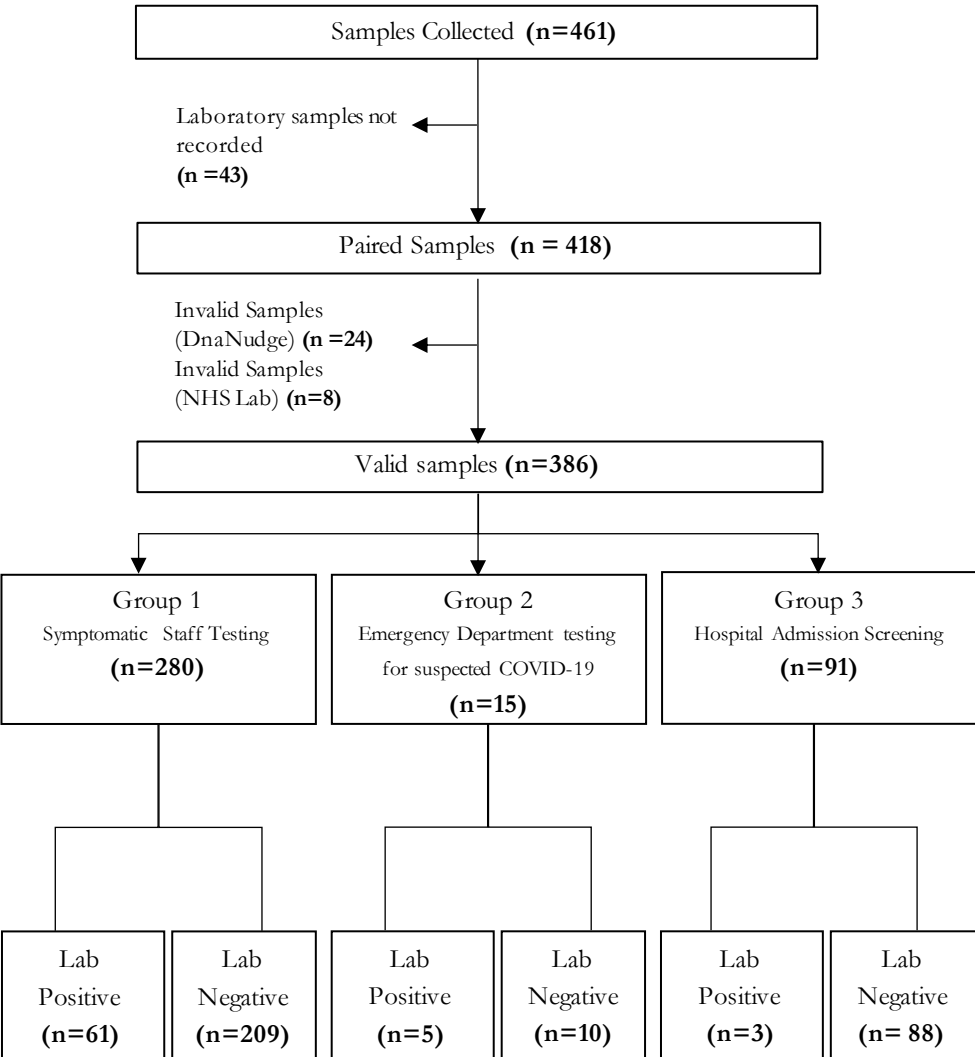 Samples Collected (n=461)
Laboratory samples not
recorded
(n =43)
Paired Samples (n = 418)
Invalid Samples
(DnaNudge) (n =24)
Invalid Samples
(NHS Lab) (n=8)
Valid samples (n=386)
Group 1
Symptomatic Staff Testing
(n=280)
Group 2
Emergency Department testing
for suspected COVID-19
(n=15)
Group 3
Hospital Admission Screening
(n=91)
Lab
Positive
(n=61)
Lab
Negative
(n=209)
Lab
Positive
(n=5)
Lab
Negative
(n=10)
Lab
Positive
(n=3)
Lab
Negative
(n= 88)